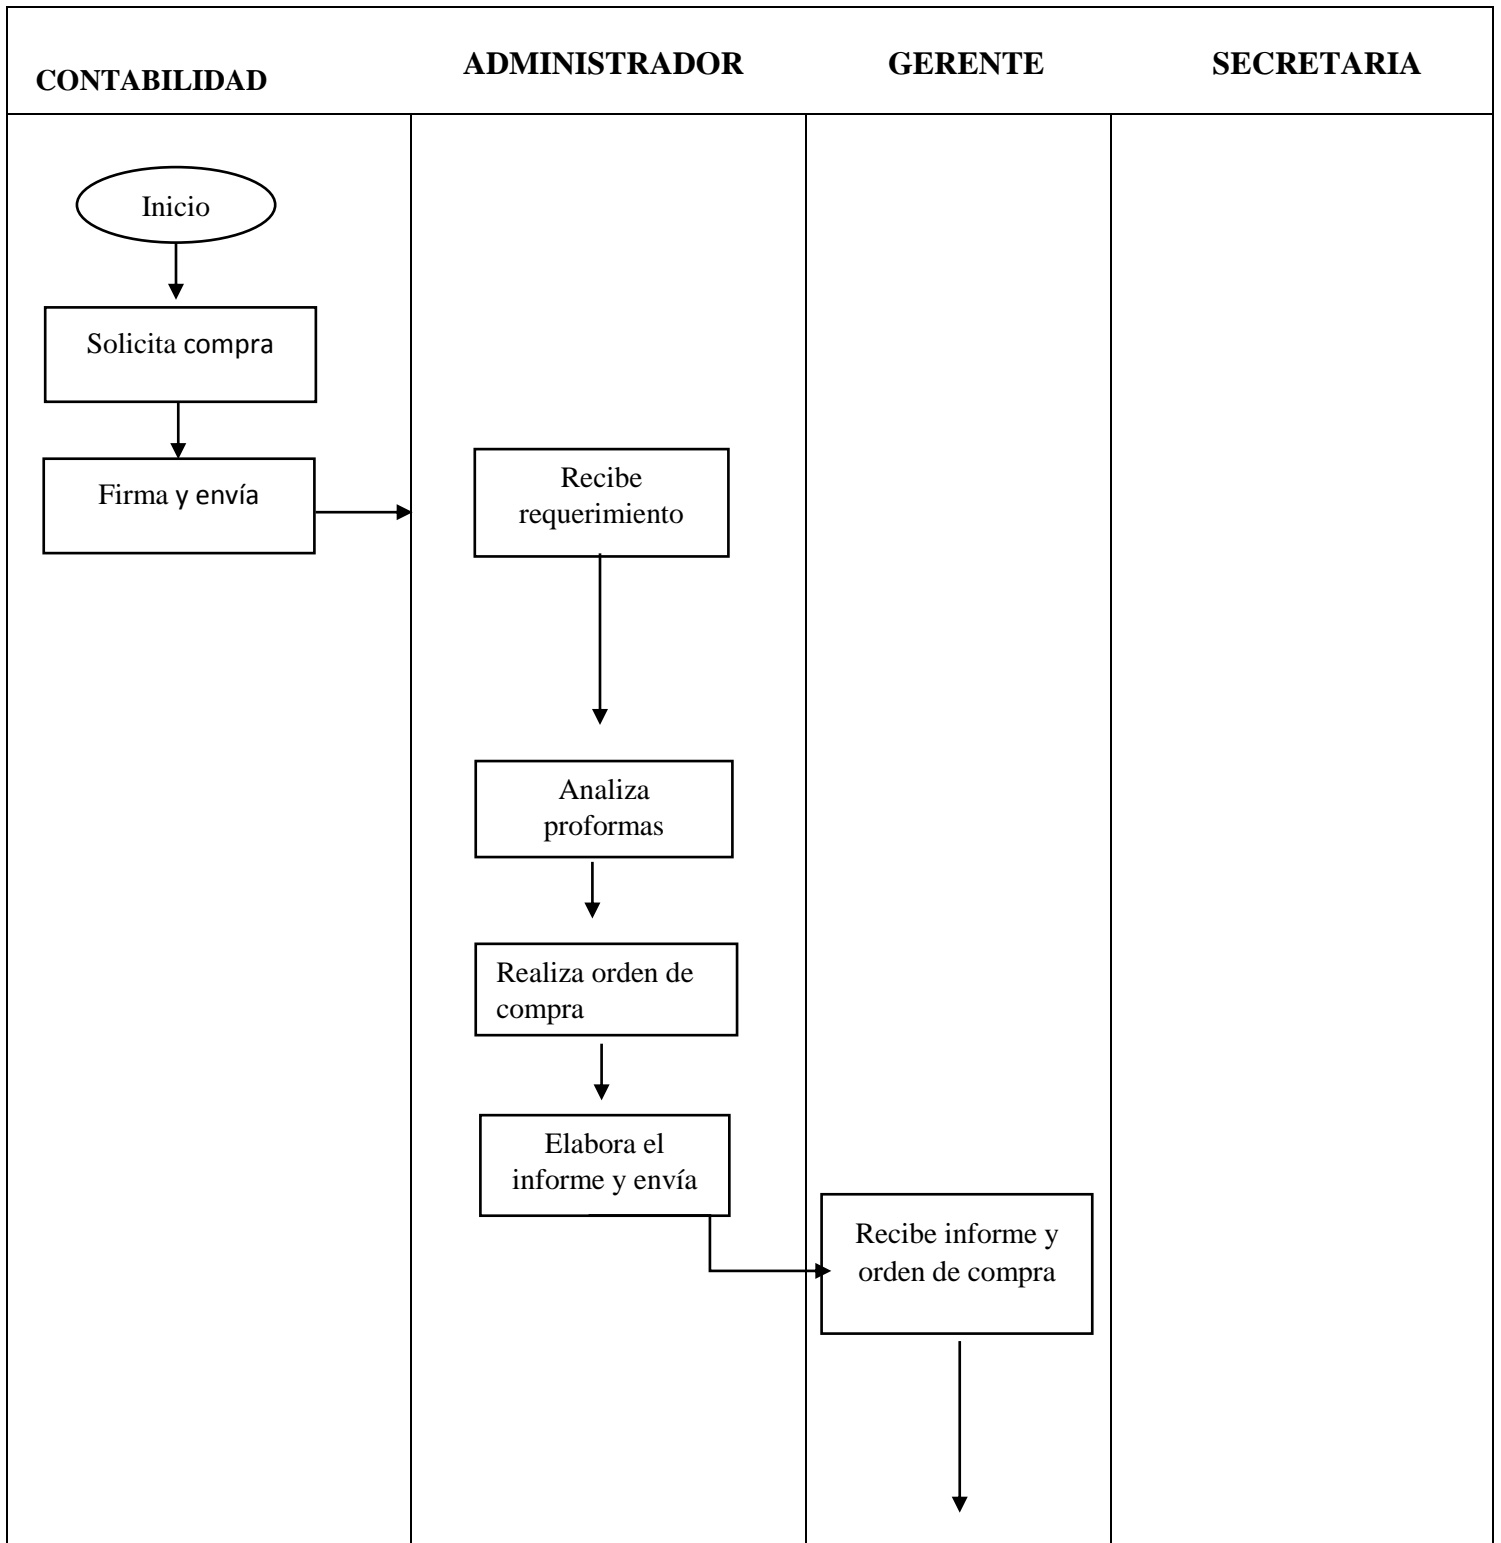 CONTABILIDAD
ADMINISTRADOR
GERENTE
SECRETARIA
Inicio
Solicita compra
Firma y envía
Recibe
requerimiento
Analiza
proformas
Realiza orden de
compra
Elabora el
informe y envía
Recibe informe y
orden de compra